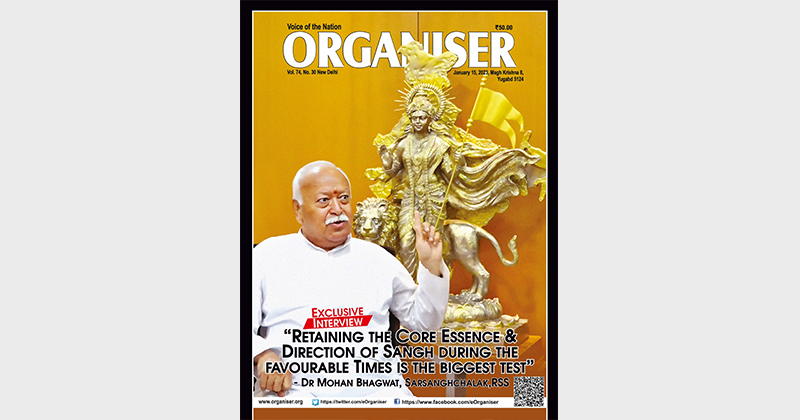 Voice of the Nation
₹50.00
ORGANISER
Vol. 74, No. 30 New Delhi
January 15, 2023, Magh Krishna 8,
Yugabd 5124
EXCLUSIVE
INTERVIEW
“RETAINING THE CORE ESSENCE &
DIRECTION OF SANGH DURING THE
FAVOURABLE TIMES IS THE BIGGEST TEST”
- DR MOHAN BHAGWAT, SARSANGHCHALAK,RSS
www.organiser.org https://twitter.com/eOrganiser https://www.facebook.com/eOrganiser